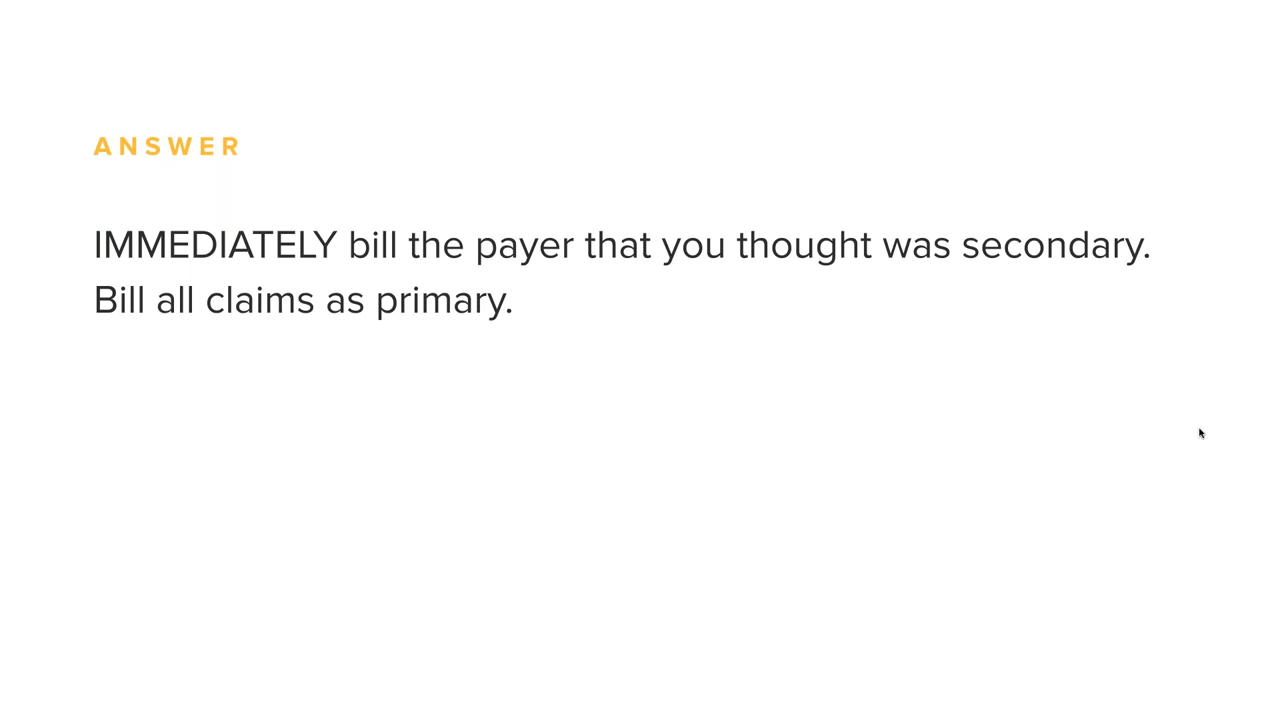 ANSWER
IMMEDIATELY bill the payer that you thought was secondary.
Bill all claims as primary.